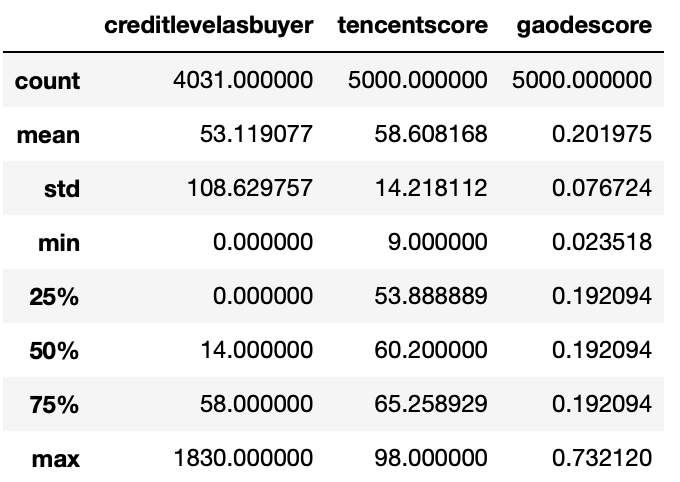 creditlevelasbuyer tencentscore gaodescore
count 4031.000000 5000.000000 5000.000000
mean 53.119077 58.608168 0.201975
std 108.629757 14.218112 0.076724
min 0.000000 9.000000 0.023518
25% 0.000000 53.888889 0.192094
50% 14.000000 60.200000 0.192094
75% 58.000000 65.258929 0.192094
max 1830.000000 98.000000 0.732120